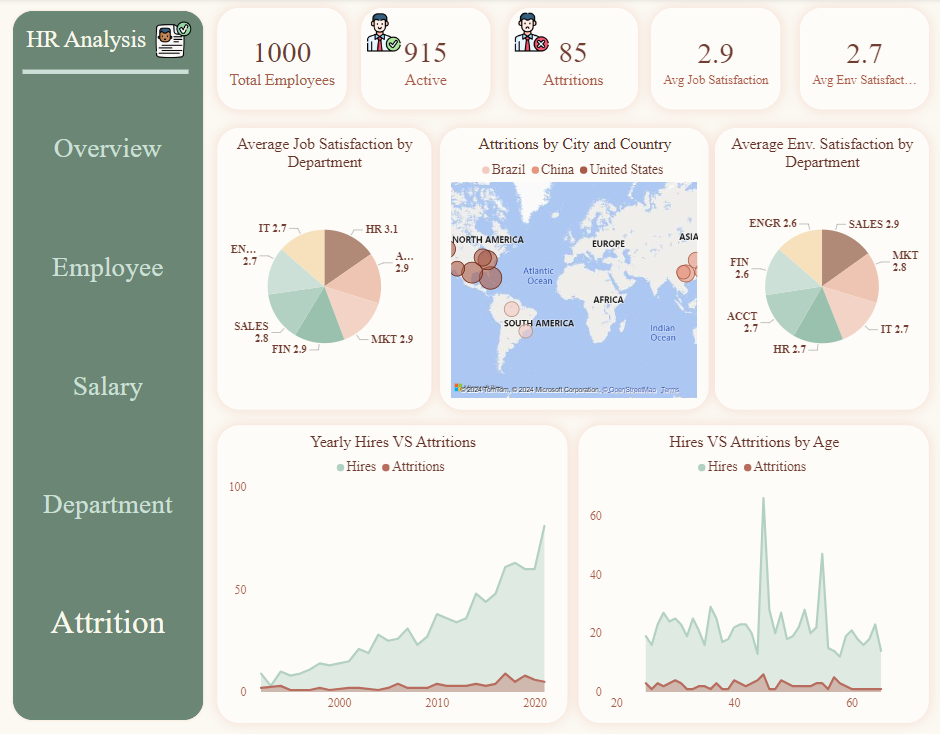 HR Analysis
Overview
Employee
Salary
Department
Attrition
1000
Total Employees
915
Active
85
Attritions
2.9
Avg Job Satisfaction
2.7
Avg Env Satisfact...
Average Job Satisfaction by
Department
IT 2.7
HR 3.1
EN...
2.7
A...
2.9
SALES
2.8
FIN 2.9
MKT 2.9
Attritions by City and Country
Brazil China United States
NORTH AMERICA
EUROPE
ASIA
Atlantic
Ocean
AFRICA
SOUTH AMERICA
Indian
Ocean
© 2024 TomTom, © 2024 Microsoft Corporation, © OpenStreetMap Terms
Average Env. Satisfaction by
Department
ENGR 2.6
SALES 2.9
FIN
2.6
MKT
2.8
ACCT
2.7
IT 2.7
HR 2.7
Yearly Hires VS Attritions
Hires Attritions
100
50
0
2000 2010 2020
Hires VS Attritions by Age
Hires Attritions
60
40
20
0
20 40 60